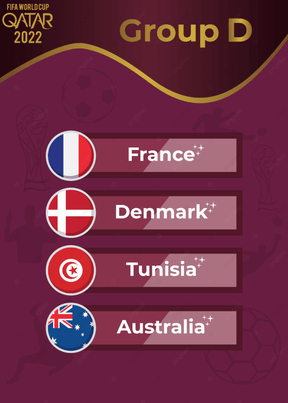 FIFA WORLD CUP
QATAR
2022
Group D
France
Denmark
Tunisia
Australia